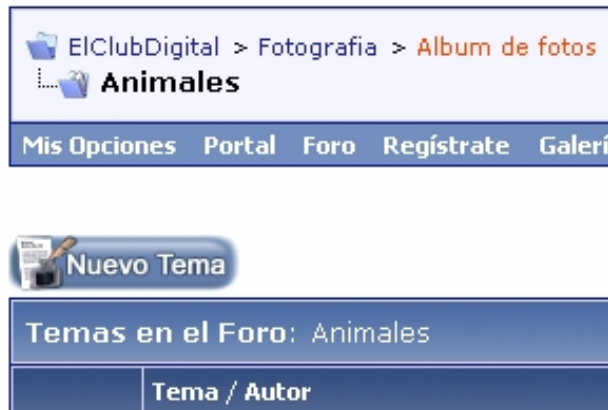 ElClubDigital > Fotografia > Album de fotos
Animales
Mis Opciones Portal Foro Regístrate Galerí
Nuevo Tema
Temas en el Foro: Animales
Tema / Autor